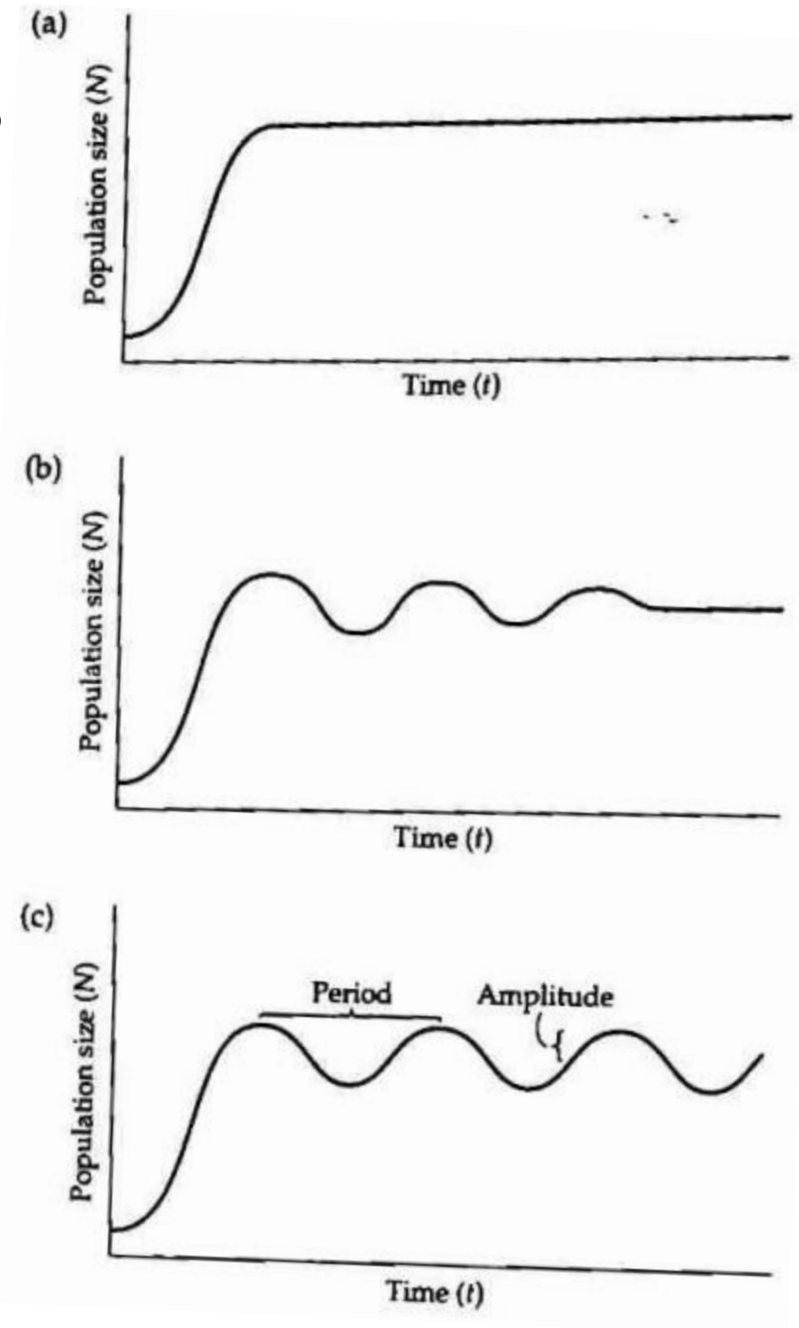 (a)
Population size (N)
Time (t)
(b)
Population size (N)
Time (t)
(c)
Period
Amplitude
Population size (N)
Time (t)